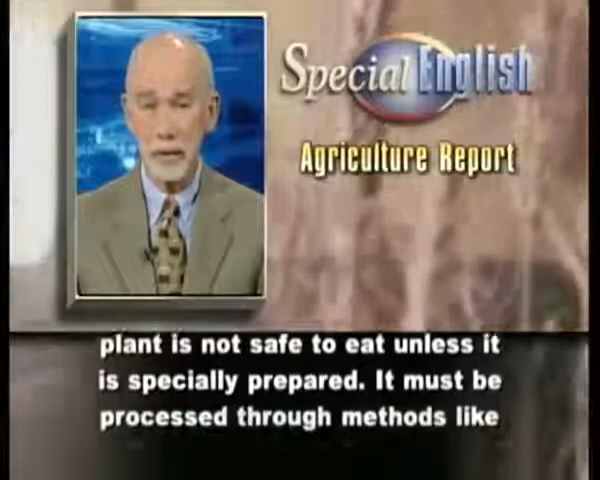 Special English
Agriculture Report
plant is not safe to eat unless it
is specially prepared. It must be
processed through methods like